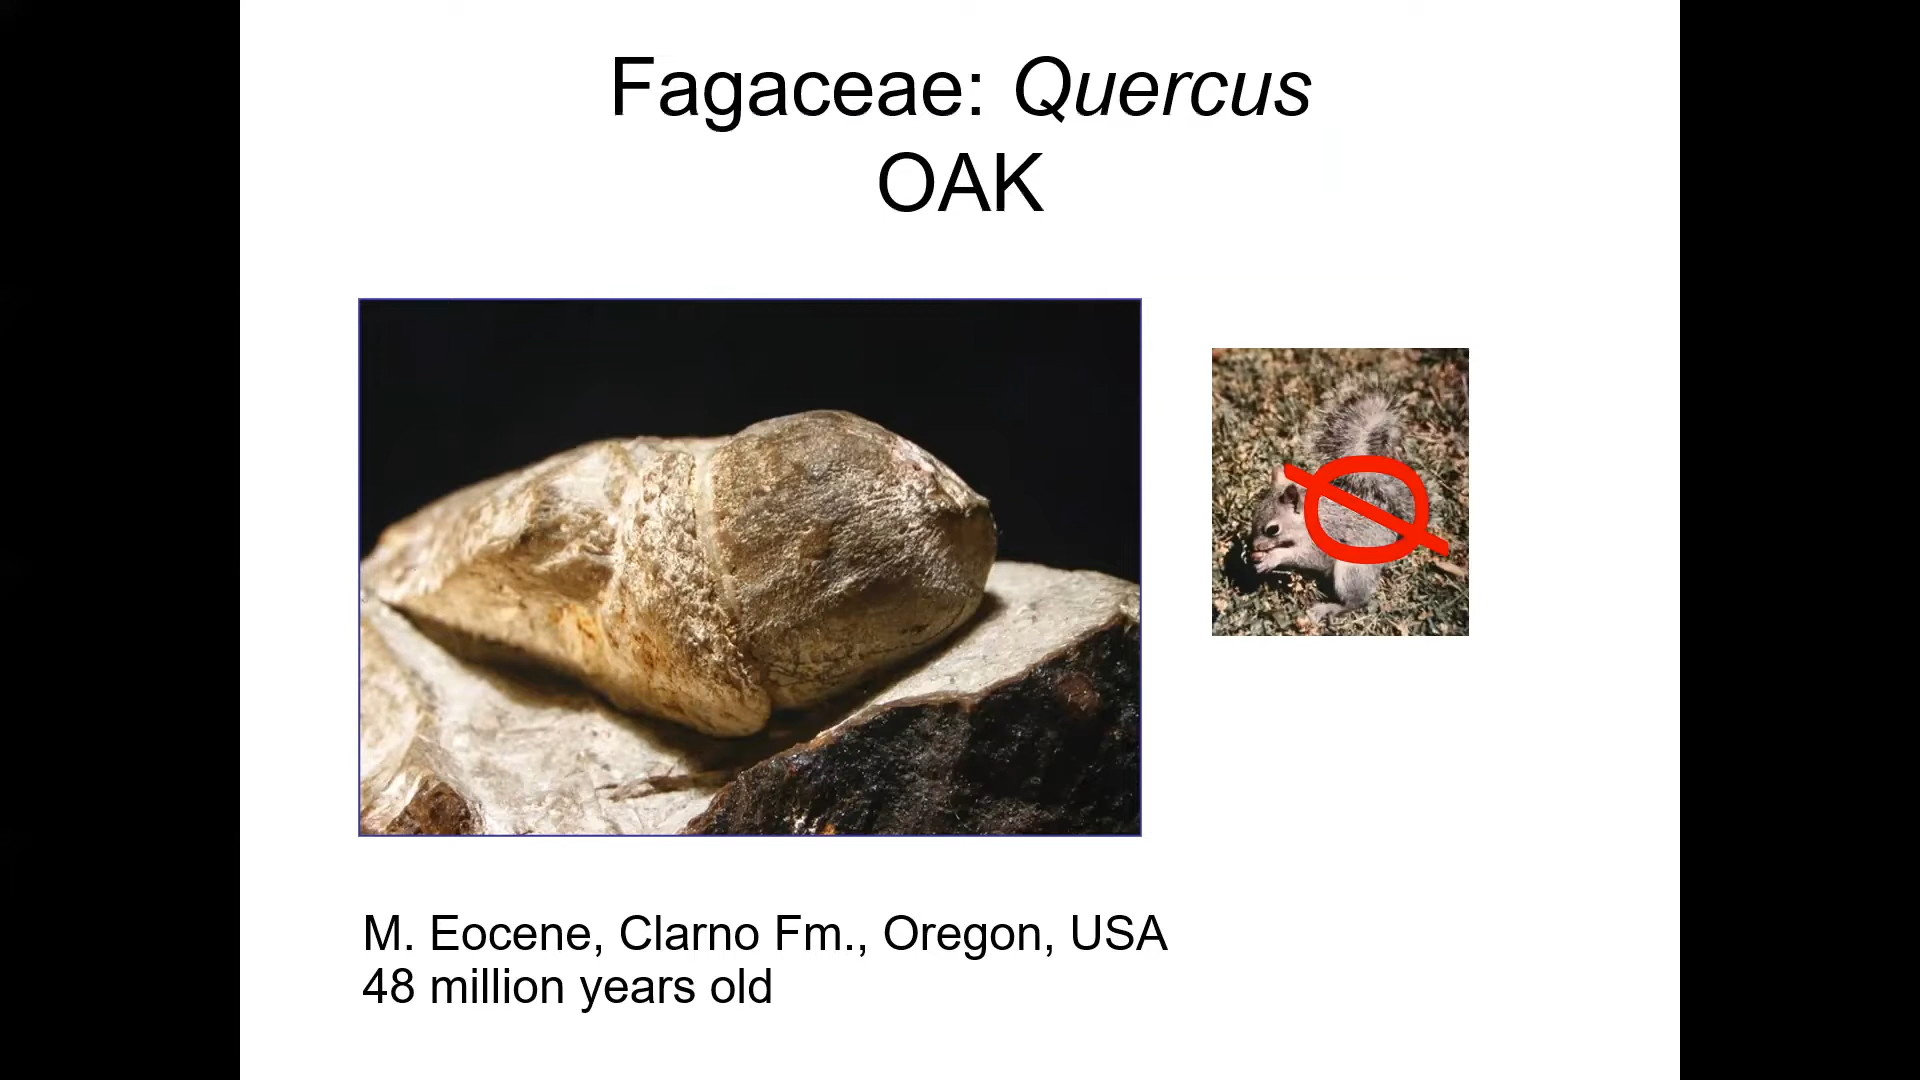 Fagaceae: Quercus
OAK
M. Eocene, Clarno Fm., Oregon, USA
48 million years old